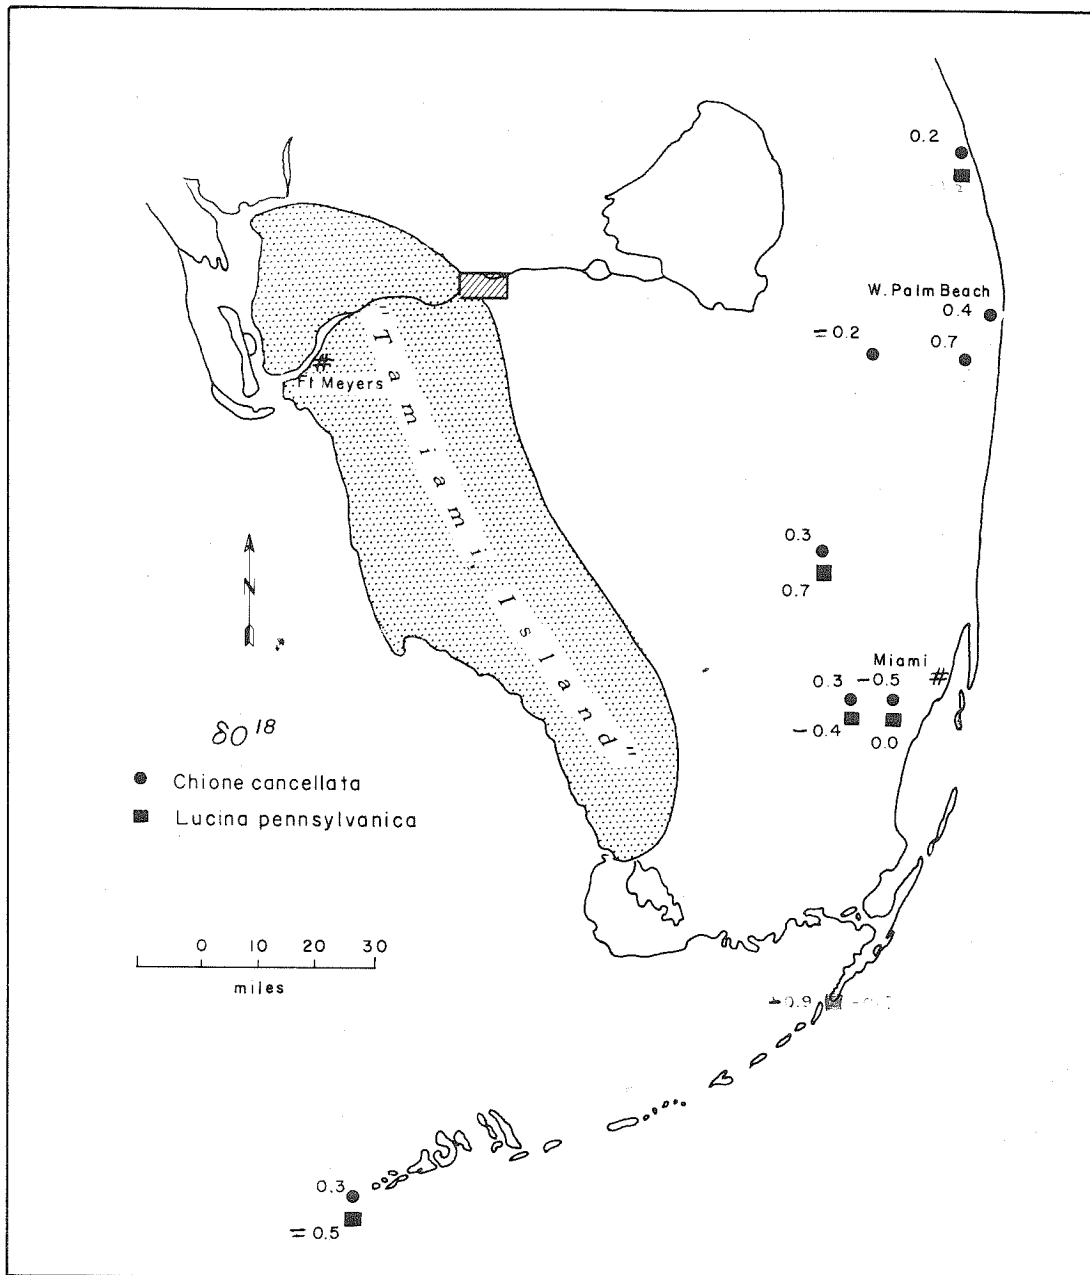 0.2
W. Palm Beach
0.4
=0.2
0.7
#
Ft Meyers
"Tamiami, Island"
0.3
0.7
N
Miami #
0.3 -0.5
-0.4
0.0
δO18
Chione cancellata
Lucina pennsylvanica
0 10 20 30
miles
-0.9
0.3
=0.5